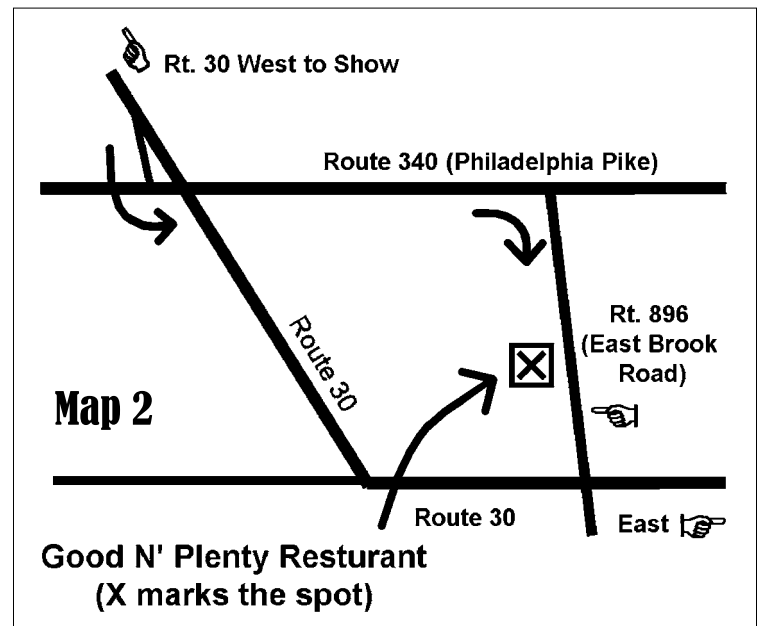 Rt. 30 West to Show
Route 340 (Philadelphia Pike)
Rt. 896
(East Brook
Road)
Route 30
Map 2
Route 30
East
Good N' Plenty Resturant
(X marks the spot)